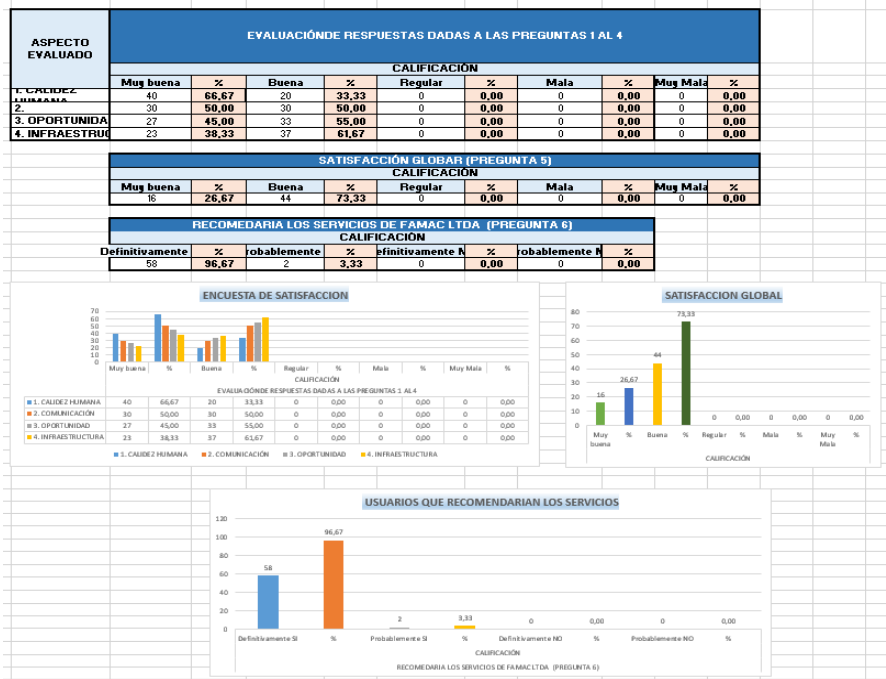 ASPECTO
EVALUADO
EVALUACIÓNDE RESPUESTAS DADAS A LAS PREGUNTAS 1 AL 4
CALIFICACIÓN
Muy buena % Buena % Regular % Mala % Muy Mala %
1. CALIDEZ HUMANA 40 66,67 20 33,33 0 0,00 0 0,00 0 0,00
2. 30 50,00 30 50,00 0 0,00 0 0,00 0 0,00
3. OPORTUNIDA 27 45,00 33 55,00 0 0,00 0 0,00 0 0,00
4. INFRAESTRUC 23 38,33 37 61,67 0 0,00 0 0,00 0 0,00
SATISFACCIÓN GLOBAR (PREGUNTA 5)
CALIFICACIÓN
Muy buena % Buena % Regular % Mala % Muy Mala %
16 26,67 44 73,33 0 0,00 0 0,00 0 0,00
RECOMEDARIA LOS SERVICIOS DE FAMAC LTDA (PREGUNTA 6)
CALIFICACIÓN
Definitivamente % robablemente % efinitivamente N % robablemente N %
58 96,67 2 3,33 0 0,00 0 0,00
ENCUESTA DE SATISFACCION
70
60
50
40
30
20
10
0
Muy buena % Buena % Regular % Mala % Muy Mala %
CALIFICACIÓN
EVALUACIÓNDE RESPUESTAS DADAS A LAS PREGUNTAS 1 AL4
1. CALIDEZ HUMANA 40 66,67 20 33,33 0 0,00 0 0,00 0 0,00
2. COMUNICACIÓN 30 50,00 30 50,00 0 0,00 0 0,00 0 0,00
3. OPORTUNIDAD 27 45,00 33 55,00 0 0,00 0 0,00 0 0,00
4. INFRAESTRUCTURA 23 38,33 37 61,67 0 0,00 0 0,00 0 0,00
1. CALIDEZ HUMANA 2. COMUNICACIÓN 3. OPORTUNIDAD 4. INFRAESTRUCTURA
SATISFACCION GLOBAL
80
70
60
50
40
30
20
10
0
16 26,67 44 73,33 0 0,00 0 0,00 0 0,00
Muy buena % Buena % Regular % Mala % Muy Mala %
CALIFICACIÓN
USUARIOS QUE RECOMENDARIAN LOS SERVICIOS
120
100
80
60
40
20
0
58 96,67 2 3,33 0 0,00 0 0,00
Definitivamente SI % Probablemente SI % Definitivamente NO % Probablemente NO %
CALIFICACIÓN
RECOMEDARIA LOS SERVICIOS DE FAMAC LTDA (PREGUNTA 6)